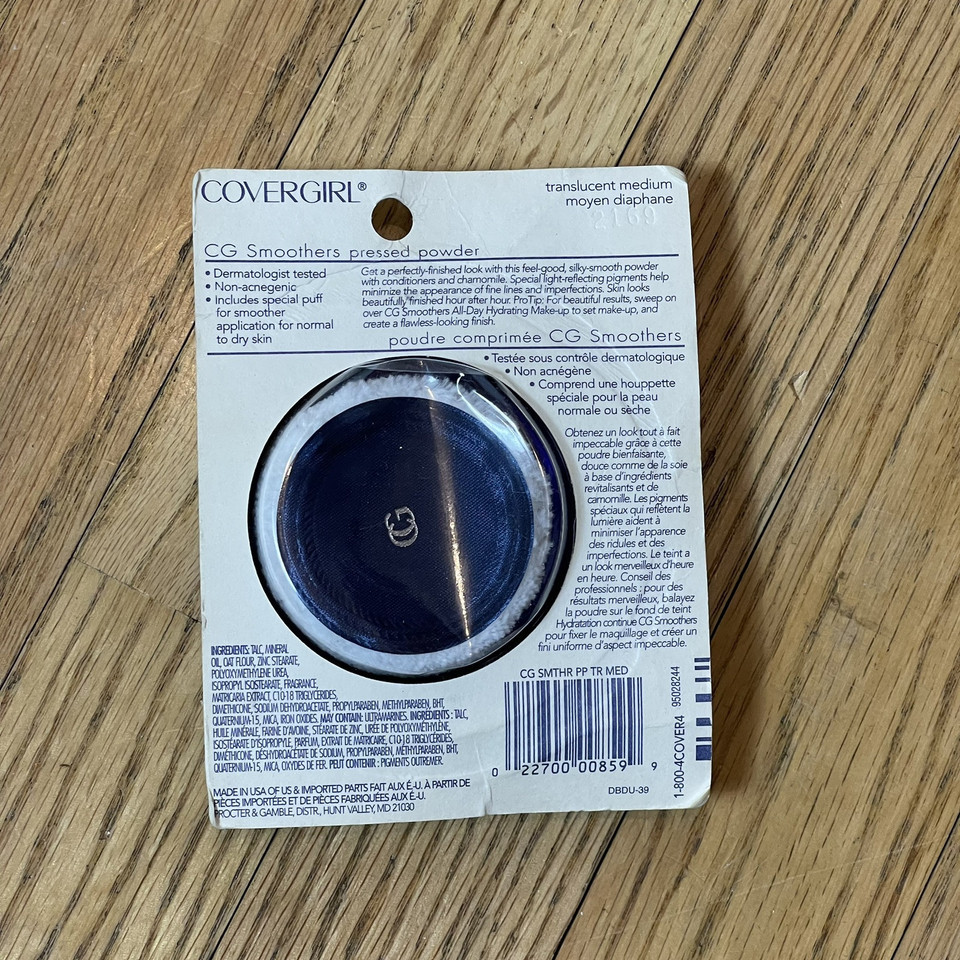 COVERGIRL®
translucent medium
moyen diaphane
2169
CG Smoothers pressed powder
• Dermatologist tested
• Non-acnegenic
• Includes special puff
for smoother
application for normal
to dry skin
Get a perfectly-finished look with this feel-good, silky-smooth powder
with conditioners and chamomile. Special light-reflecting pigments help
minimize the appearance of fine lines and imperfections. Skin looks
beautifully finished hour after hour. ProTip: For beautiful results, sweep on
over CG Smoothers All-Day Hydrating Make-up to set make-up, and
create a flawless-looking finish.
poudre comprimée CG Smoothers
• Testée sous contrôle dermatologique
• Non acnégène
• Comprend une houppette
spéciale pour la peau
normale ou sèche
Obtenez un look tout à fait
impeccable grâce à cette
poudre bienfaisante,
douce comme de la soie
à base d'ingrédients
revitalisants et de
camomille. Les pigments
spéciaux qui reflètent la
lumière aident à
minimiser l'apparence
des ridules et des
imperfections. Le teint a
un look merveilleux d'heure
en heure. Conseil des
professionnels : pour des
résultats merveilleux, balayez
la poudre sur le fond de teint
Hydratation continue CG Smoothers
pour fixer le maquillage et créer un
fini uniforme d'aspect impeccable.
CG
INGREDIENTS: TALC, MINERAL
OIL, OAT FLOUR, ZINC STEARATE,
POLYOXYMETHYLENE UREA,
ISOPROPYL ISOSTEARATE, FRAGRANCE,
MATRICARIA EXTRACT, C10-18 TRIGLYCERIDES,
DIMETHICONE, SODIUM DEHYDROACETATE, PROPYLPARABEN, METHYLPARABEN, BHT,
QUATERNIUM-15, MICA, IRON OXIDES. MAY CONTAIN: ULTRAMARINES. INGRÉDIENTS : TALC,
HUILE MINÉRALE, FARINE D'AVOINE, STÉARATE DE ZINC, URÉE DE POLYOXYMÉTHYLÈNE,
ISOSTÉARATE D'ISOPROPYLE, PARFUM, EXTRAIT DE MATRICAIRE, C10-18 TRIGLYCÉRIDES,
DIMÉTHICONE, DÉSHYDROACÉTATE DE SODIUM, PROPYLPARABEN, MÉTHYLPARABEN, BHT,
QUATERNIUM-15, MICA, OXYDES DE FER. PEUT CONTENIR : PIGMENTS OUTREMER.
MADE IN USA OF US & IMPORTED PARTS FAIT AUX É.-U. À PARTIR DE
PIÈCES IMPORTÉES ET DE PIÈCES FABRIQUÉES AUX É.-U.
PROCTER & GAMBLE, DISTR., HUNT VALLEY, MD 21030
CG SMTHR PP TR MED
0 22700 00859 9
DBDU-39
1-800-4COVER4 95028244